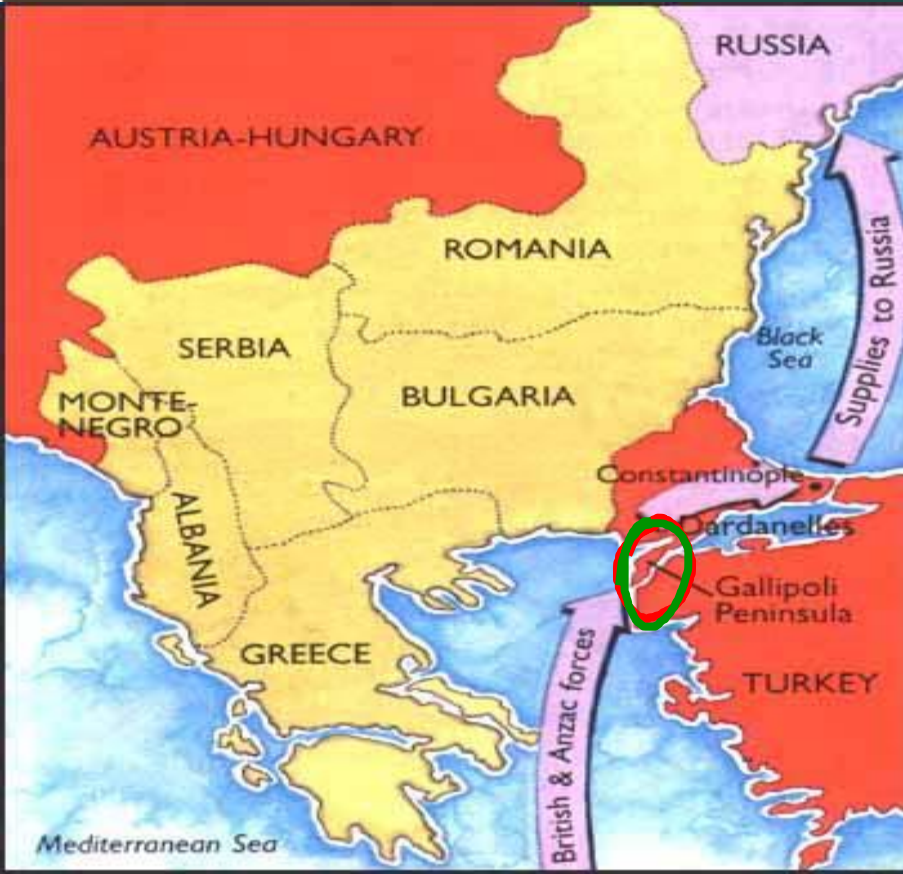 RUSSIA
AUSTRIA-HUNGARY
ROMANIA
Supplies to Russia
Black
Sea
SERBIA
BULGARIA
MONTE-
NEGRO
Constantinople
ALBANIA
Dardanelles
Gallipoli
Peninsula
GREECE
TURKEY
British & Anzac forces
Mediterranean Sea